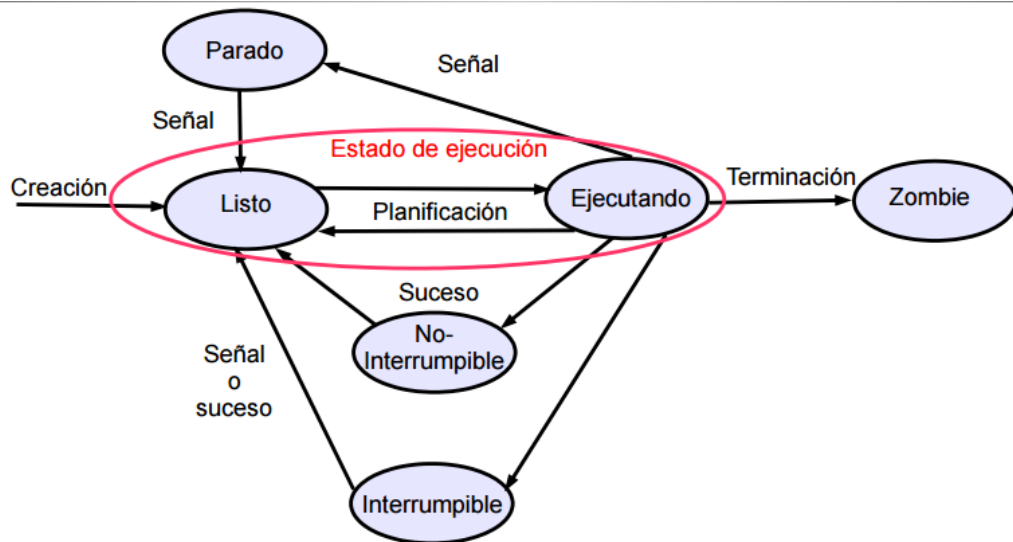 Parado
Señal
Señal
Estado de ejecución
Creación
Listo
Planificación
Ejecutando
Terminación
Zombie
Suceso
No-
Interrumpible
Señal
o
suceso
Interrumpible